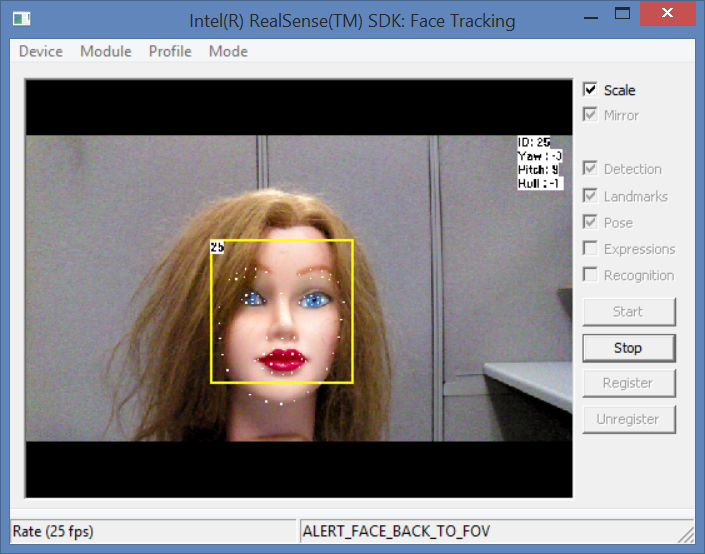 Intel(R) RealSense(TM) SDK: Face Tracking
Device Module Profile Mode
Scale
Mirror
ID: 25
Yaw : -3
Pitch: 9
Roll : -1
Detection
Landmarks
Pose
Expressions
Recognition
25
Start
Stop
Register
Unregister
Rate (25 fps)
ALERT_FACE_BACK_TO_FOV